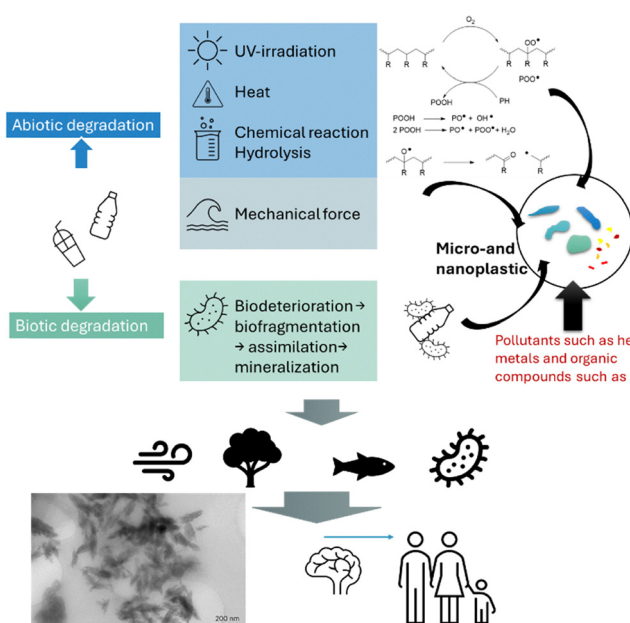 UV-irradiation
Heat
Chemical reaction
Hydrolysis
Mechanical force
Abiotic degradation
Biotic degradation
Biodeterioration →
biofragmentation
→ assimilation→
mineralization
O₂
R R R
R R R
OO•
POO•
POOH
PH
POOH → PO• + OH•
2 POOH → PO• + POO• + H₂O
O•
R R
O
R
R
Micro-and
nanoplastic
Pollutants such as
metals and organic
compounds such as
200 nm